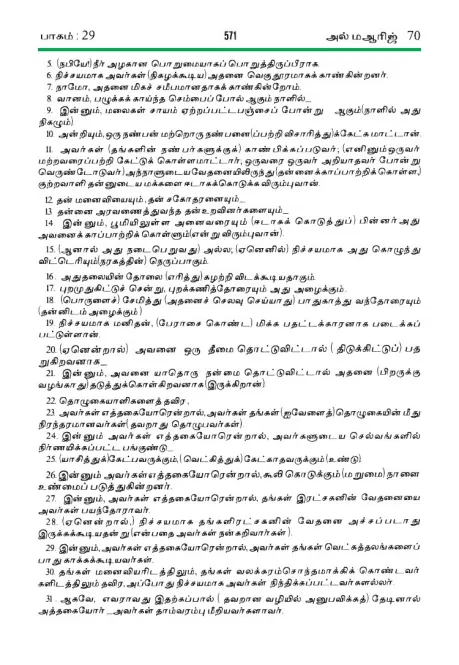 பாகம் : 29 571 அல் மஆரிஜ் 70
5. (நபியே!) நீர் அழகான பொறுமையாகப் பொறுத்திருப்பீராக.
6. நிச்சயமாக அவர்கள் (நிகழக்கூடிய) அதனை வெகுதூரமாகக் காண்கின்றனர்.
7. நாமோ, அதனை மிகச் சமீபமானதாகக் காண்கின்றோம்.
8. வானம், பழுக்கக் காய்ந்த செம்பைப் போல் ஆகும் நாளில்_
9. இன்னும், மலைகள் சாயம் ஏற்றப்பட்டபஞ்சைப் போன்று ஆகும்(நாளில் அது
நிகழும்).
10. அன்றியும், ஒரு நண்பன் மற்றொரு நண்பனை(ப்பற்றி விசாரித்து)க்கேட்கமாட்டான்.
11. அவர்கள் (தங்களின் நண்பர்களுக்கு) காண்பிக்கப்படுவர்; (எனினும்ஒருவர்
மற்றவரைப்பற்றி கேட்டுக் கொள்ளமாட்டார்; ஒருவரை ஒருவர் அறியாதவர் போன்று
வெருண்டோடுவர்) அந்நாளுடைய வேதனையிலிருந்து (தன்னைக்காப்பாற்றிக்கொள்ள,)
குற்றவாளி தன்னுடைய மக்களை ஈடாகக்கொடுக்க விரும்புவான்.
12. தன் மனைவியையும், தன் சகோதரனையும்_
13. தன்னை அரவணைத்துவந்த தன் உறவினர்களையும்_
14. இன்னும், பூமியிலுள்ள அனைவரையும் (ஈடாகக் கொடுத்துப்) பின்னர் அது
அவனைக் காப்பாற்றிக் கொள்ளும்(என்று விரும்புவான்).
15. (ஆனால் அது நடைபெறுவது) அல்ல; (ஏனெனில்) நிச்சயமாக அது கொழுந்து
விட்டெரியும்(நரகத்தின்) நெருப்பாகும்.
16. அது தலையின் தோலை (எரித்து) கழற்றி விடக்கூடியதாகும்.
17. புறமுதுகிட்டுச் சென்று, புறக்கணித்தோரையும் அது அழைக்கும்.
18. (பொருளைச்) சேமித்து (அதனைச் செலவு செய்யாது) பாதுகாத்து வந்தோரையும்
(தன்னிடம் அழைக்கும்.)
19. நிச்சயமாக மனிதன், (பேராசை கொண்ட) மிக்க பதட்டக்காரனாக படைக்கப்
பட்டுள்ளான்.
20. (ஏனென்றால்) அவனை ஒரு தீமை தொட்டுவிட்டால் ( திடுக்கிட்டுப்) பத
றுகிறவனாக_
21. இன்னும், அவனை யாதொரு நன்மை தொட்டுவிட்டால் அதனை (பிறருக்கு
வழங்காது) தடுத்துக்கொள்கிறவனாக(இருக்கிறான்).
22. தொழுகையாளிகளைத் தவிர ,
23. அவர்கள் எத்தகையோரென்றால், அவர்கள் தங்கள் (ஐவேளைத்)தொழுகையின் மீது
நிரந்தரமானவர்கள்( தவறாது தொழுபவர்கள்).
24. இன்னும் அவர்கள் எத்தகையோரென்றால், அவர்களுடைய செல்வங்களில்
நிர்ணயிக்கப்பட்ட பங்குண்டு_
25. (யாசித்துக்)கேட்பவருக்கும், (வெட்கித்துக்) கேட்காதவருக்கும் (உண்டு).
26. இன்னும் அவர்கள் எத்தகையோரென்றால், கூலி கொடுக்கும் (மறுமை) நாளை
உண்மைப் படுத்துகின்றனர்.
27. இன்னும், அவர்கள் எத்தகையோரென்றால், தங்கள் இரட்சகனின் வேதனையை
அவர்கள் பயந்தோராவர்.
28. (ஏனென்றால்,) நிச்சயமாக தங்களிரட்சகனின் வேதனை அச்சப்படாது
இருக்கக்கூடியதன்று (என்பதை அவர்கள் நன்கறிவார்கள் ).
29. இன்னும், அவர்கள் எத்தகையோரென்றால், அவர்கள் தங்கள் வெட்கத்தலங்களைப்
பாதுகாக்கக்கூடியவர்கள்.
30. தங்கள் மனைவியரிடத்திலும், தங்கள் வலக்கரம்சொந்தமாக்கிக் கொண்டவர்
களிடத்திலும் தவிர, அப்போது நிச்சயமாக அவர்கள் நிந்திக்கப்பட்டவர்களல்லர்.
31 . ஆகவே, எவராவது இதற்கப்பால் ( தவறான வழியில் அனுபவிக்கத்) தேடினால்
அத்தகையோர் _அவர்கள் தாம்வரம்பு மீறியவர்களாவர்.